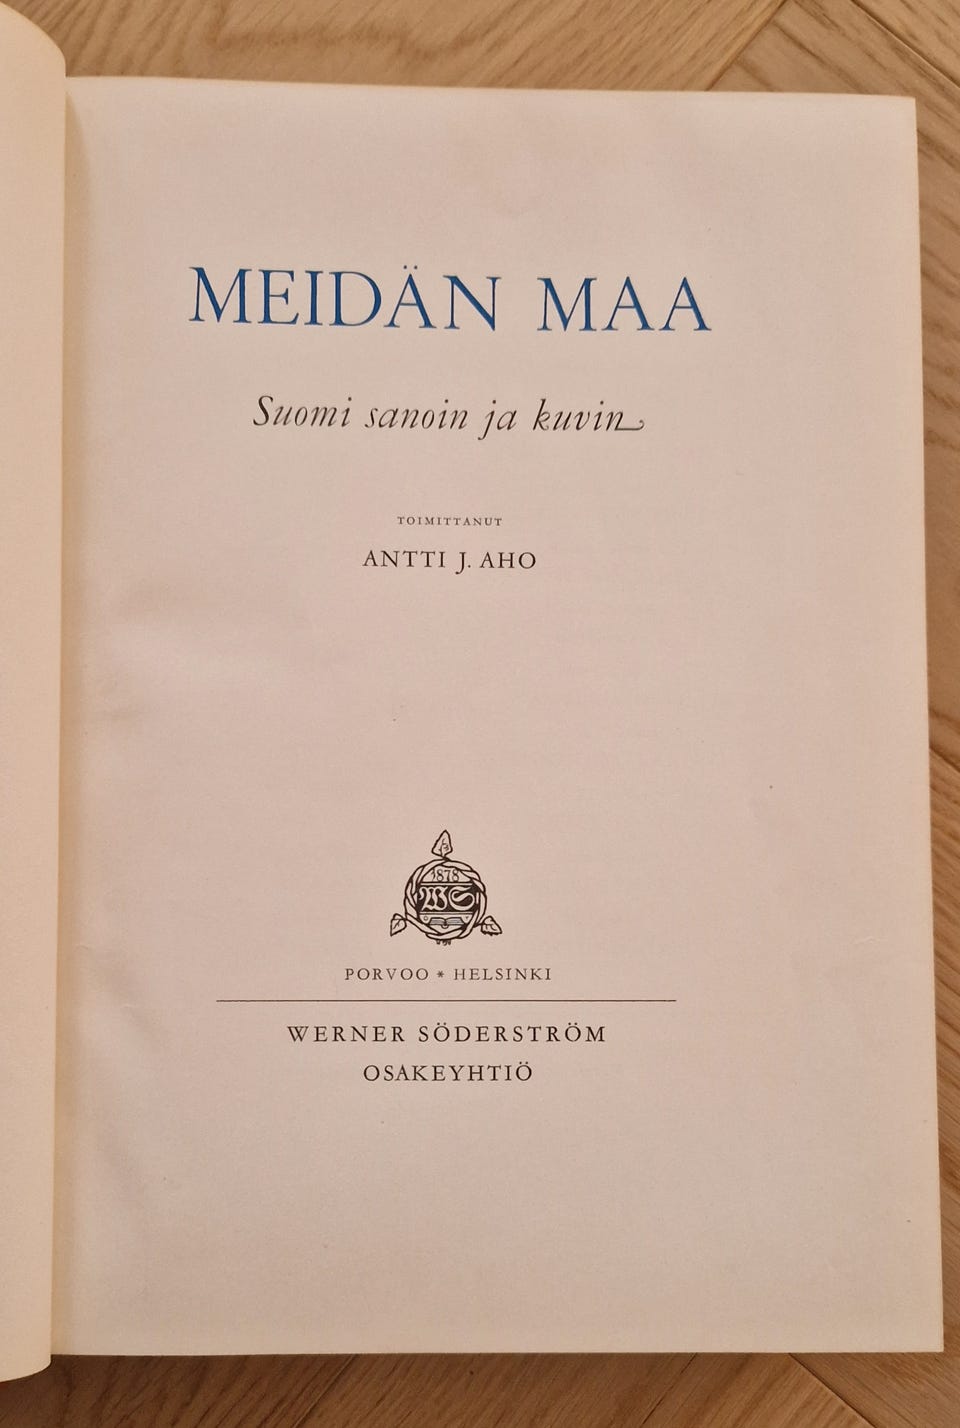 MEIDÄN MAA
Suomi sanoin ja kuvin
TOIMITTANUT
ANTTI J. AHO
1878
WS
PORVOO * HELSINKI
WERNER SÖDERSTRÖM
OSAKEYHTIÖ